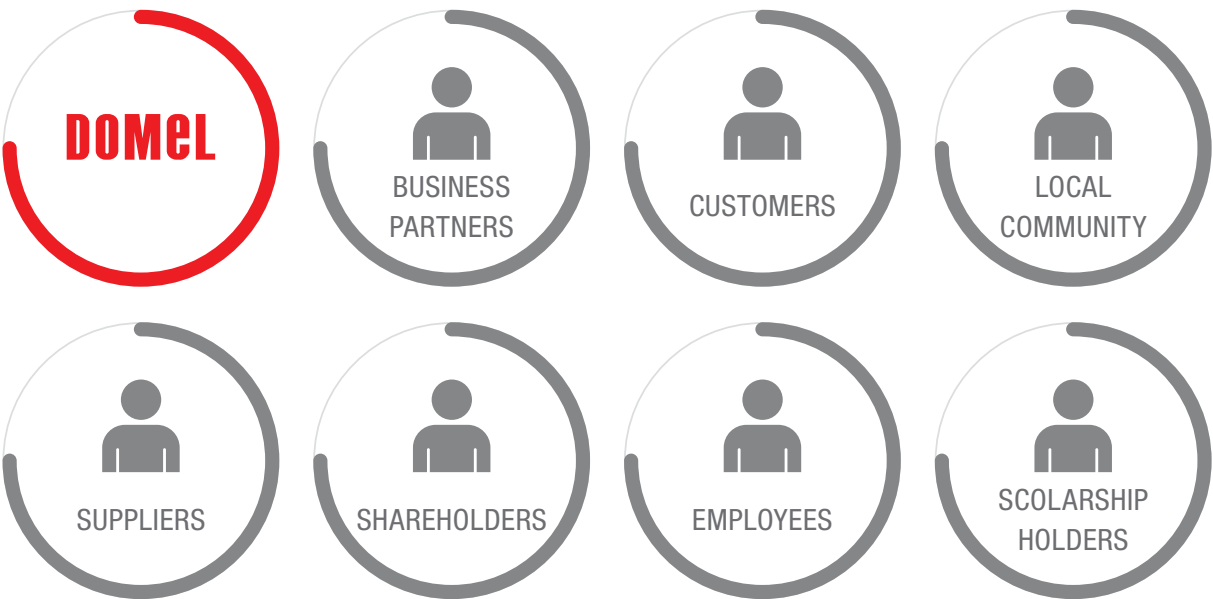 DOMEL
BUSINESS
PARTNERS
CUSTOMERS
LOCAL
COMMUNITY
SUPPLIERS
SHAREHOLDERS
EMPLOYEES
SCOLARSHIP
HOLDERS